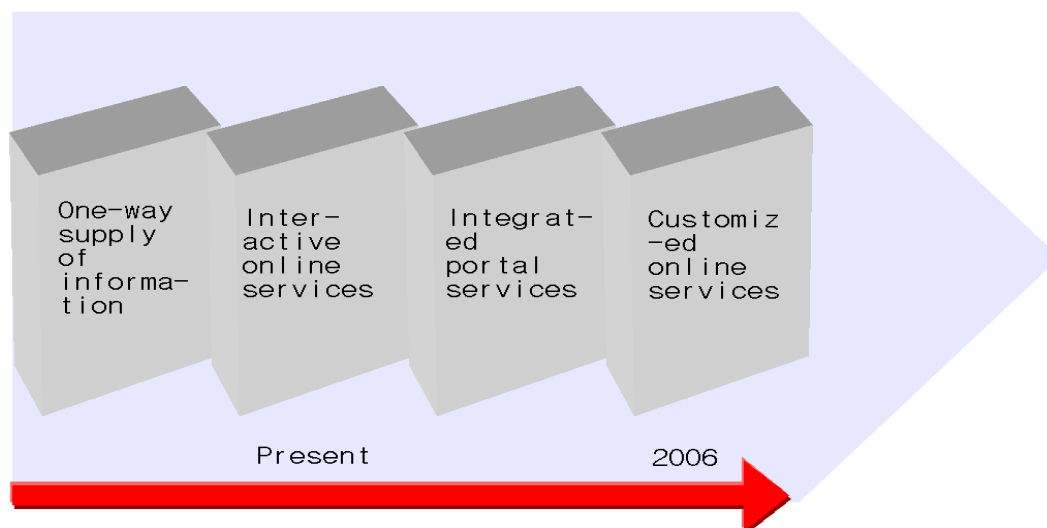 One-way
supply
of
informa-
tion
Inter-
active
online
services
Integrat-
ed
portal
services
Customiz
-ed
online
services
Present
2006